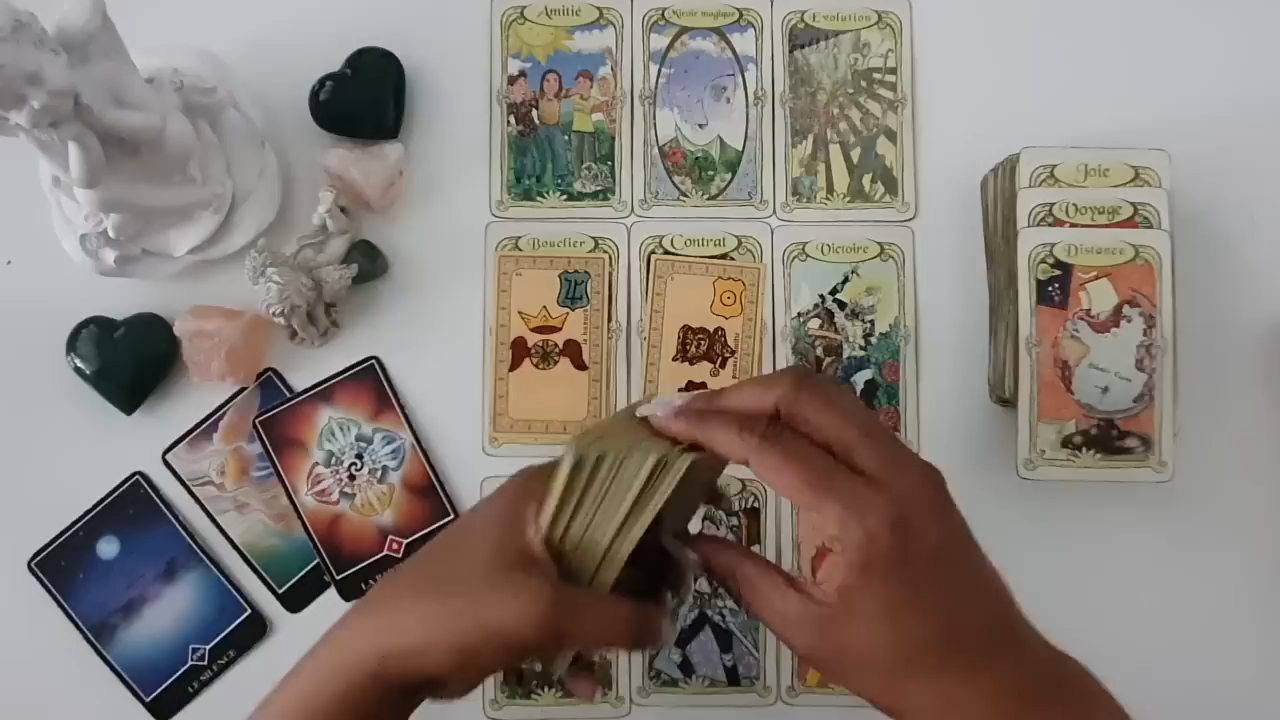 Amitié
Miroir magique
Evolution
Bouclier
Contrat
Victoire
Joie
Voyage
Distance
LE SILENCE